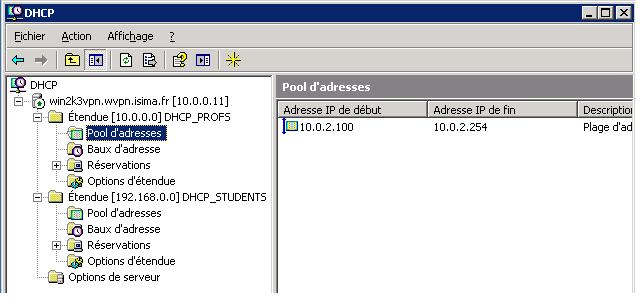 DHCP
Fichier Action Affichage ?
DHCP
win2k3vpn.wvpn.isima.fr [10.0.0.11]
Étendue [10.0.0.0] DHCP_PROFS
Pool d'adresses
Baux d'adresse
Réservations
Options d'étendue
Étendue [192.168.0.0] DHCP_STUDENTS
Pool d'adresses
Baux d'adresse
Réservations
Options d'étendue
Options de serveur
Pool d'adresses
Adresse IP de début Adresse IP de fin Description
10.0.2.100 10.0.2.254 Plage d'ad